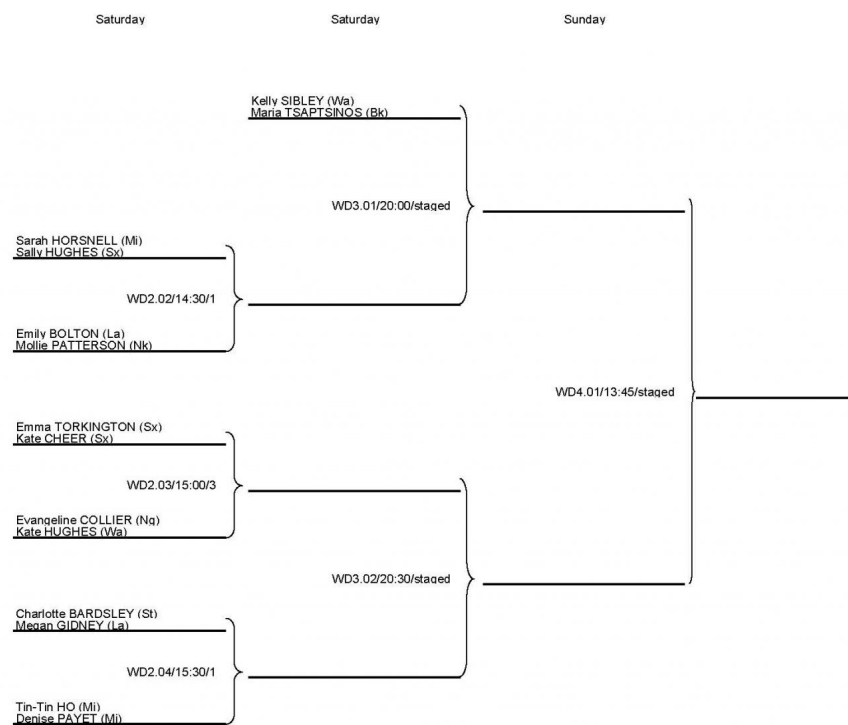 Saturday
Saturday
Sunday
Kelly SIBLEY (Wa)
Maria TSAPTSINOS (Bk)
WD3.01/20:00/staged
Sarah HORSNELL (Mi)
Sally HUGHES (Sx)
WD2.02/14:30/1
Emily BOLTON (La)
Mollie PATTERSON (Nk)
WD4.01/13:45/staged
Emma TORKINGTON (Sx)
Kate CHEER (Sx)
WD2.03/15:00/3
Evangeline COLLIER (Ng)
Kate HUGHES (Wa)
WD3.02/20:30/staged
Charlotte BARDSLEY (St)
Megan GIDNEY (La)
WD2.04/15:30/1
Tin-Tin HO (Mi)
Denise PAYET (Mi)